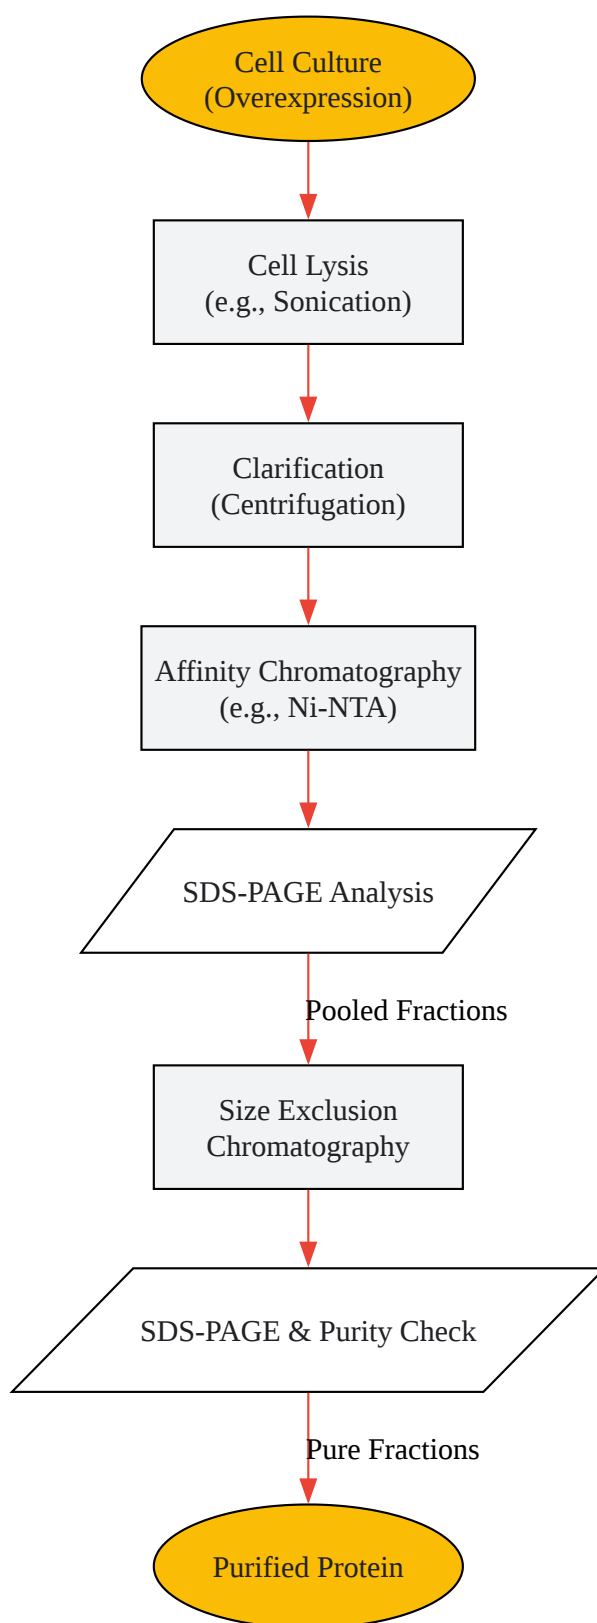 Cell Culture
(Overexpression)
Cell Lysis
(e.g., Sonication)
Clarification
(Centrifugation)
Affinity Chromatography
(e.g., Ni-NTA)
SDS-PAGE Analysis
Pooled Fractions
Size Exclusion
Chromatography
SDS-PAGE & Purity Check
Pure Fractions
Purified Protein